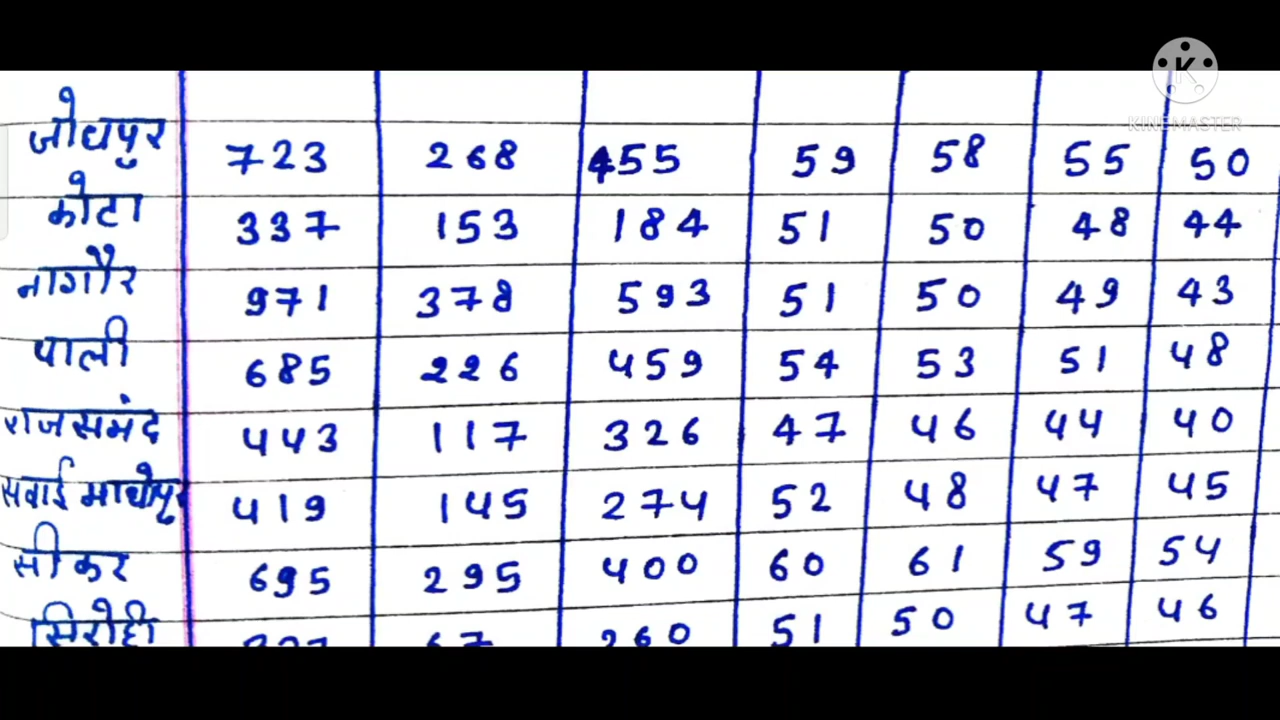 KINEMASTER
जोधपुर 723 268 455 59 58 55 50
कोटा 337 153 184 51 50 48 44
नागौर 971 378 593 51 50 49 43
पाली 685 226 459 54 53 51 48
राजसमंद 443 117 326 47 46 44 40
सवाई माधोपुर 419 145 274 52 48 47 45
सीकर 695 295 400 60 61 59 54
सिरोही 67 260 51 50 47 46